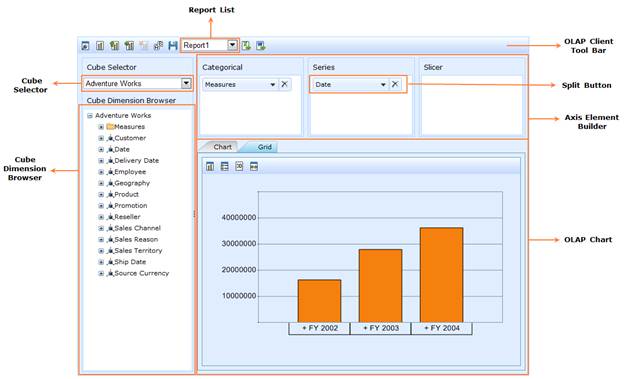 Report List
OLAP Client
Tool Bar
Report1
Cube Selector
Categorical
Series
Slicer
Cube
Selector
Adventure Works
Measures
Date
Split Button
Cube Dimension Browser
Axis Element
Builder
Adventure Works
Measures
Customer
Date
Delivery Date
Employee
Geography
Product
Promotion
Reseller
Sales Channel
Sales Reason
Sales Territory
Ship Date
Source Currency
Cube
Dimension
Browser
Chart
Grid
OLAP Chart
40000000
30000000
20000000
10000000
+ FY 2002
+ FY 2003
+ FY 2004